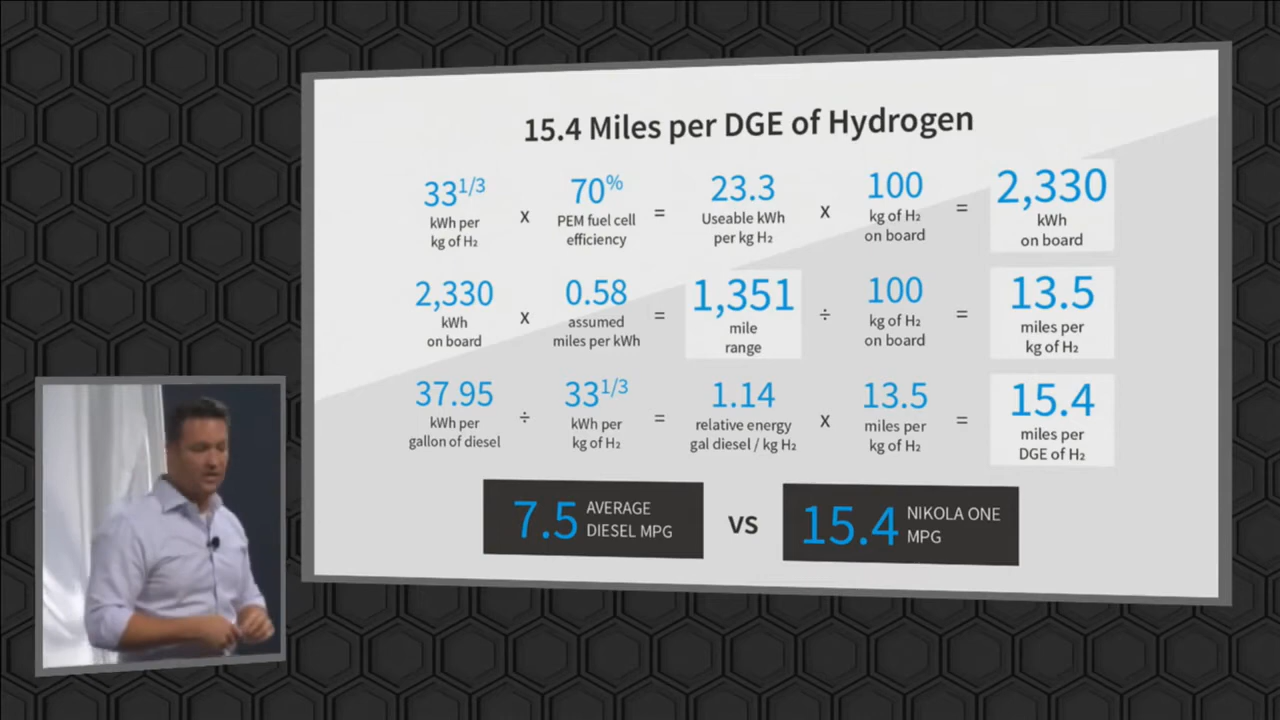 15.4 Miles per DGE of Hydrogen
33 1/3 x 70% = 23.3 x 100 = 2,330
kWh per PEM fuel cell Useable kWh kg of H₂ kWh
kg of H₂ efficiency per kg H₂ on board on board
2,330 x 0.58 = 1,351 ÷ 100 = 13.5
kWh assumed mile kg of H₂ miles per
on board miles per kWh range on board kg of H₂
37.95 ÷ 33 1/3 = 1.14 x 13.5 = 15.4
kWh per kWh per relative energy miles per miles per
gallon of diesel kg of H₂ gal diesel / kg H₂ kg of H₂ DGE of H₂
7.5 AVERAGE DIESEL MPG VS 15.4 NIKOLA ONE MPG